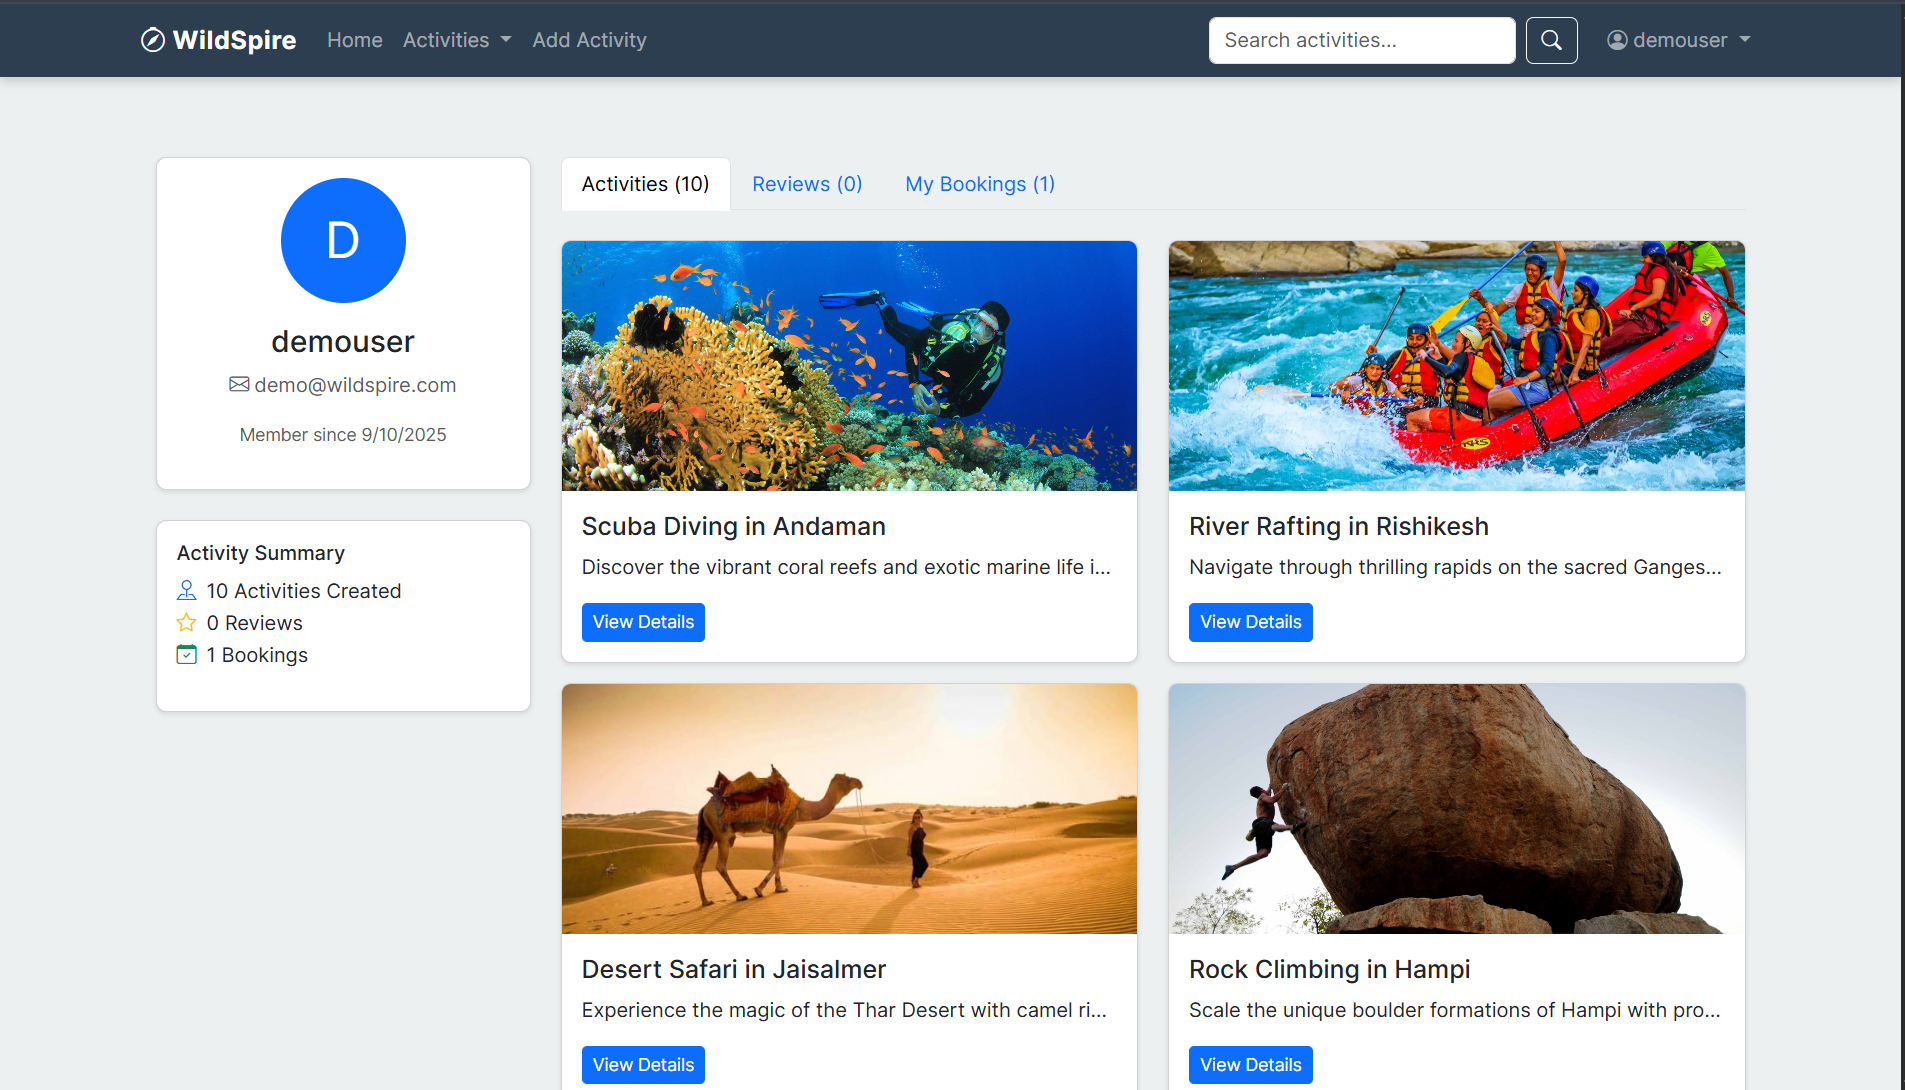 WildSpire Home Activities Add Activity Search activities... demouser
D
demouser
demo@wildspire.com
Member since 9/10/2025
Activity Summary
10 Activities Created
0 Reviews
1 Bookings
Activities (10) Reviews (0) My Bookings (1)
Scuba Diving in Andaman
Discover the vibrant coral reefs and exotic marine life i...
View Details
River Rafting in Rishikesh
Navigate through thrilling rapids on the sacred Ganges...
View Details
Desert Safari in Jaisalmer
Experience the magic of the Thar Desert with camel ri...
View Details
Rock Climbing in Hampi
Scale the unique boulder formations of Hampi with pro...
View Details